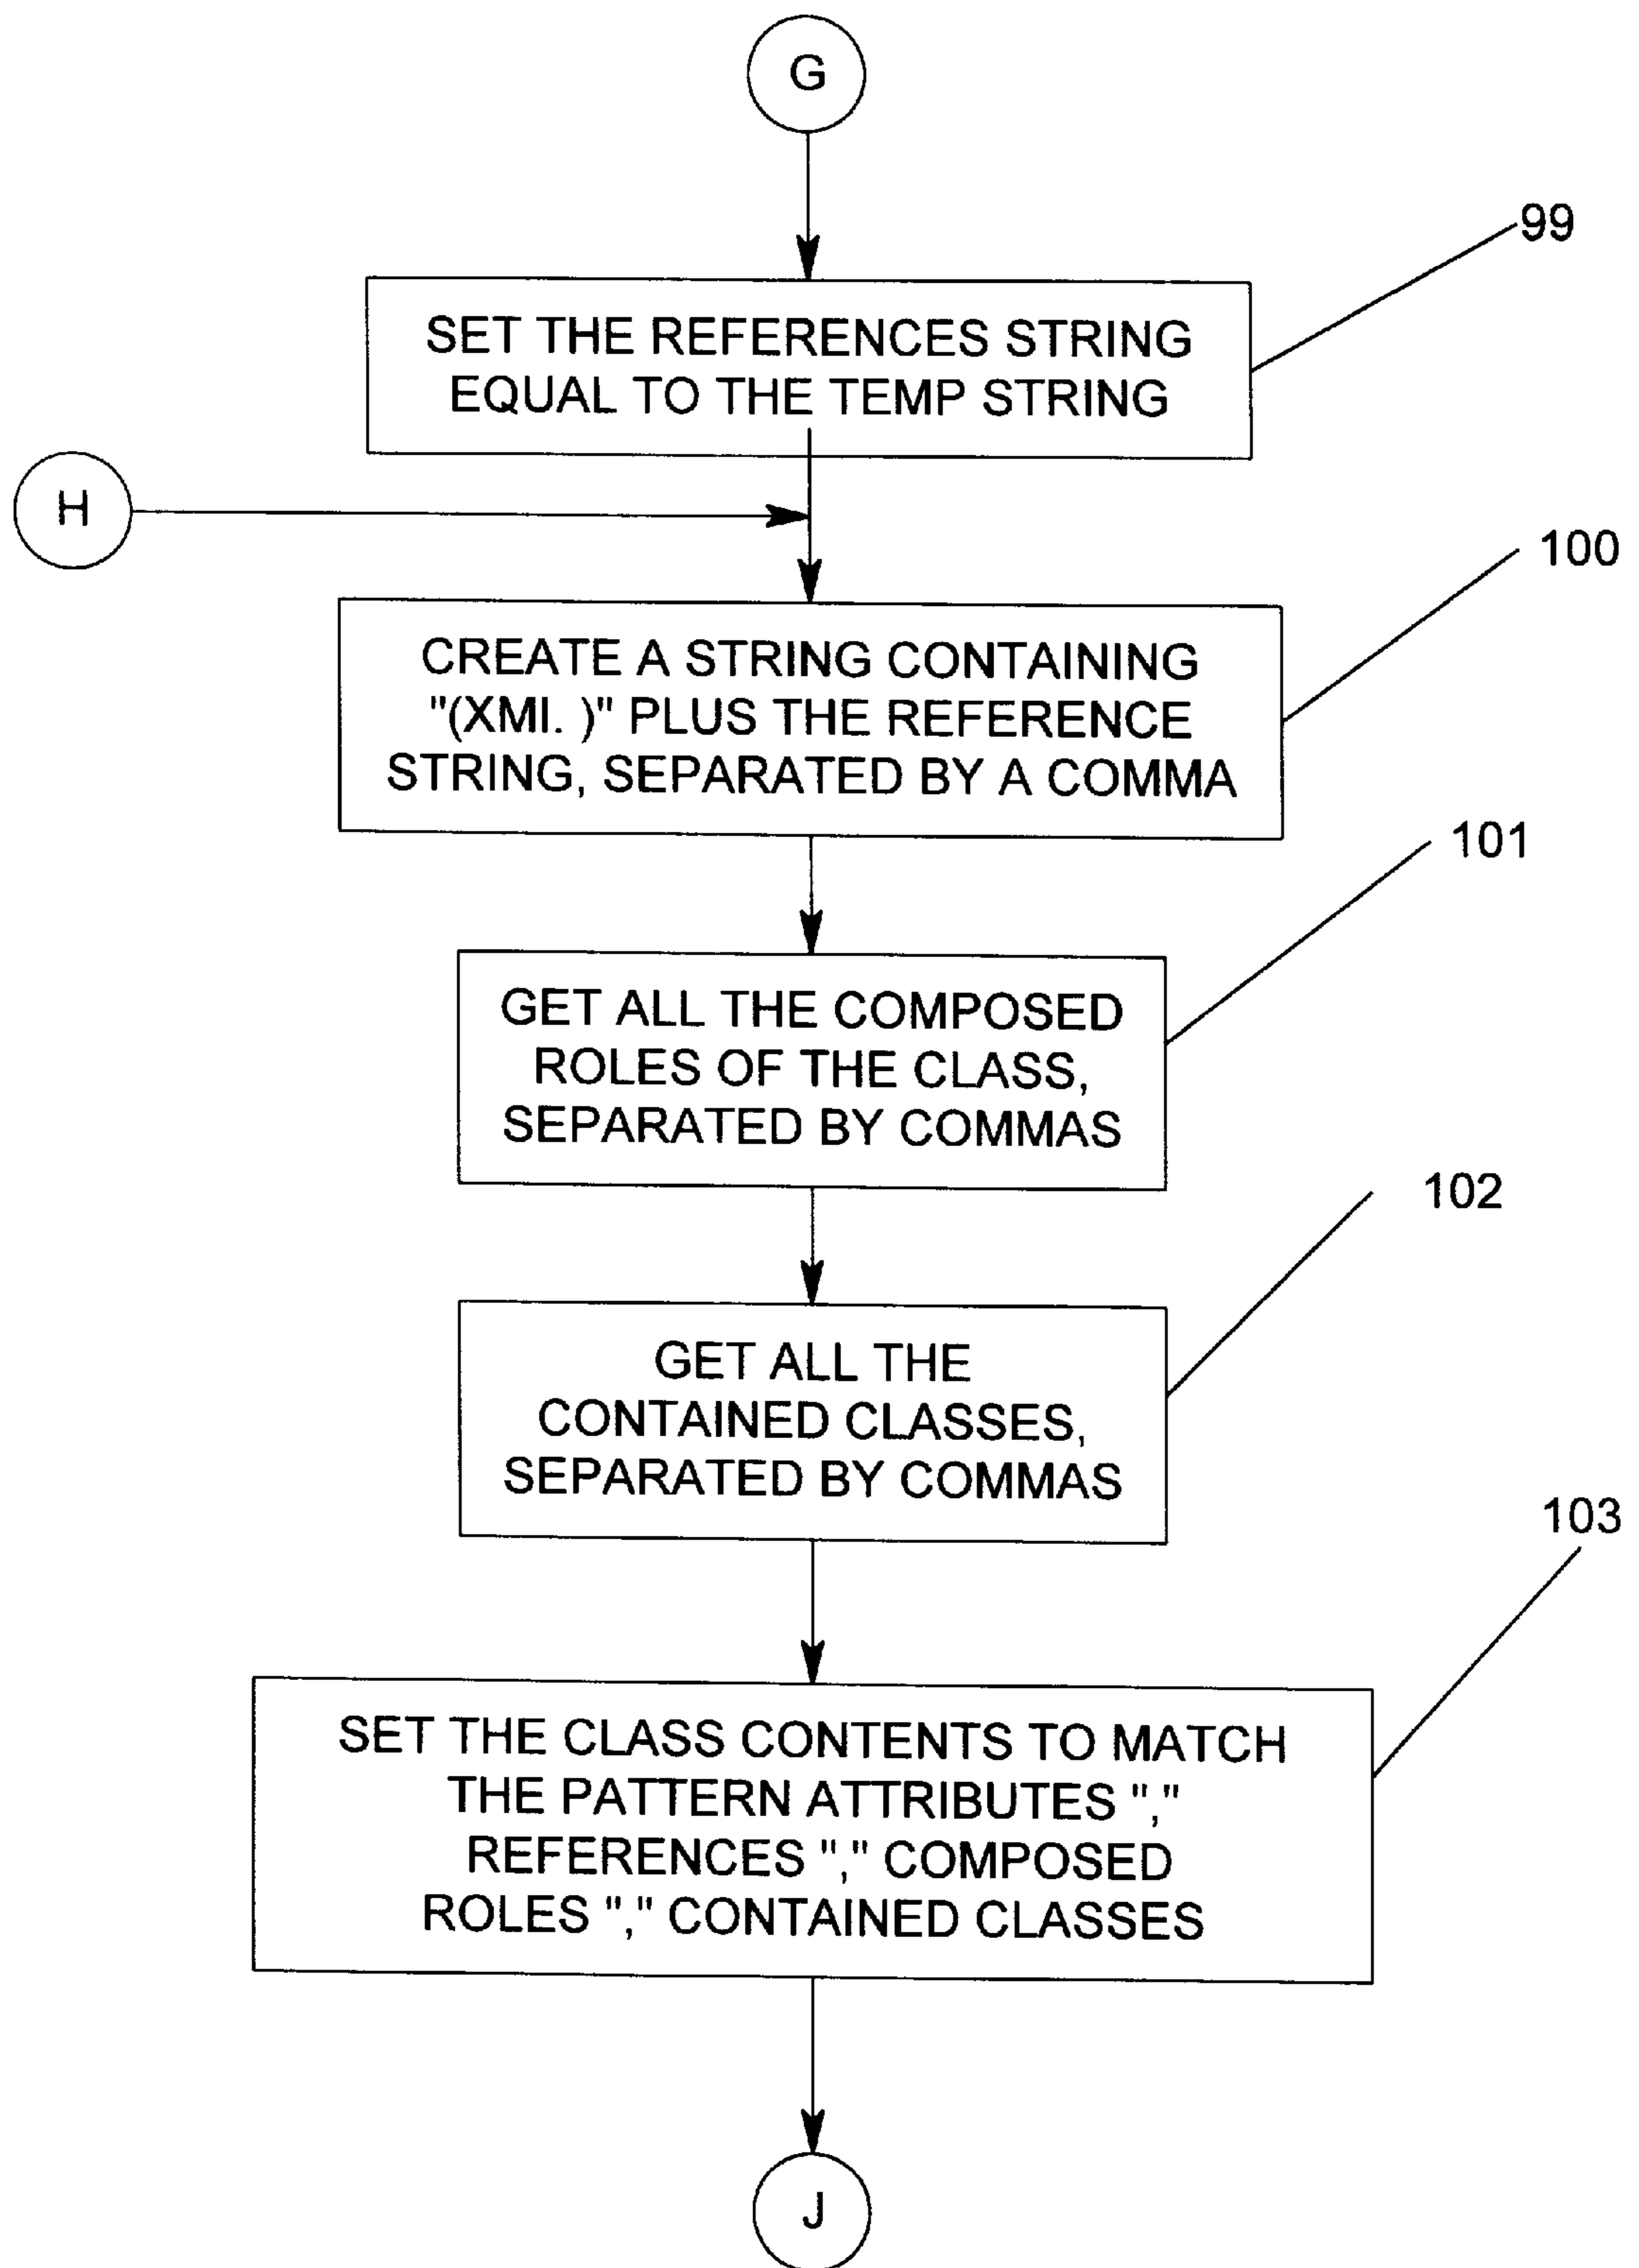 G
99
SET THE REFERENCES STRING
EQUAL TO THE TEMP STRING
H
100
CREATE A STRING CONTAINING
"(XMI. )" PLUS THE REFERENCE
STRING, SEPARATED BY A COMMA
101
GET ALL THE COMPOSED
ROLES OF THE CLASS,
SEPARATED BY COMMAS
102
GET ALL THE
CONTAINED CLASSES,
SEPARATED BY COMMAS
103
SET THE CLASS CONTENTS TO MATCH
THE PATTERN ATTRIBUTES ","
REFERENCES "," COMPOSED
ROLES "," CONTAINED CLASSES
J